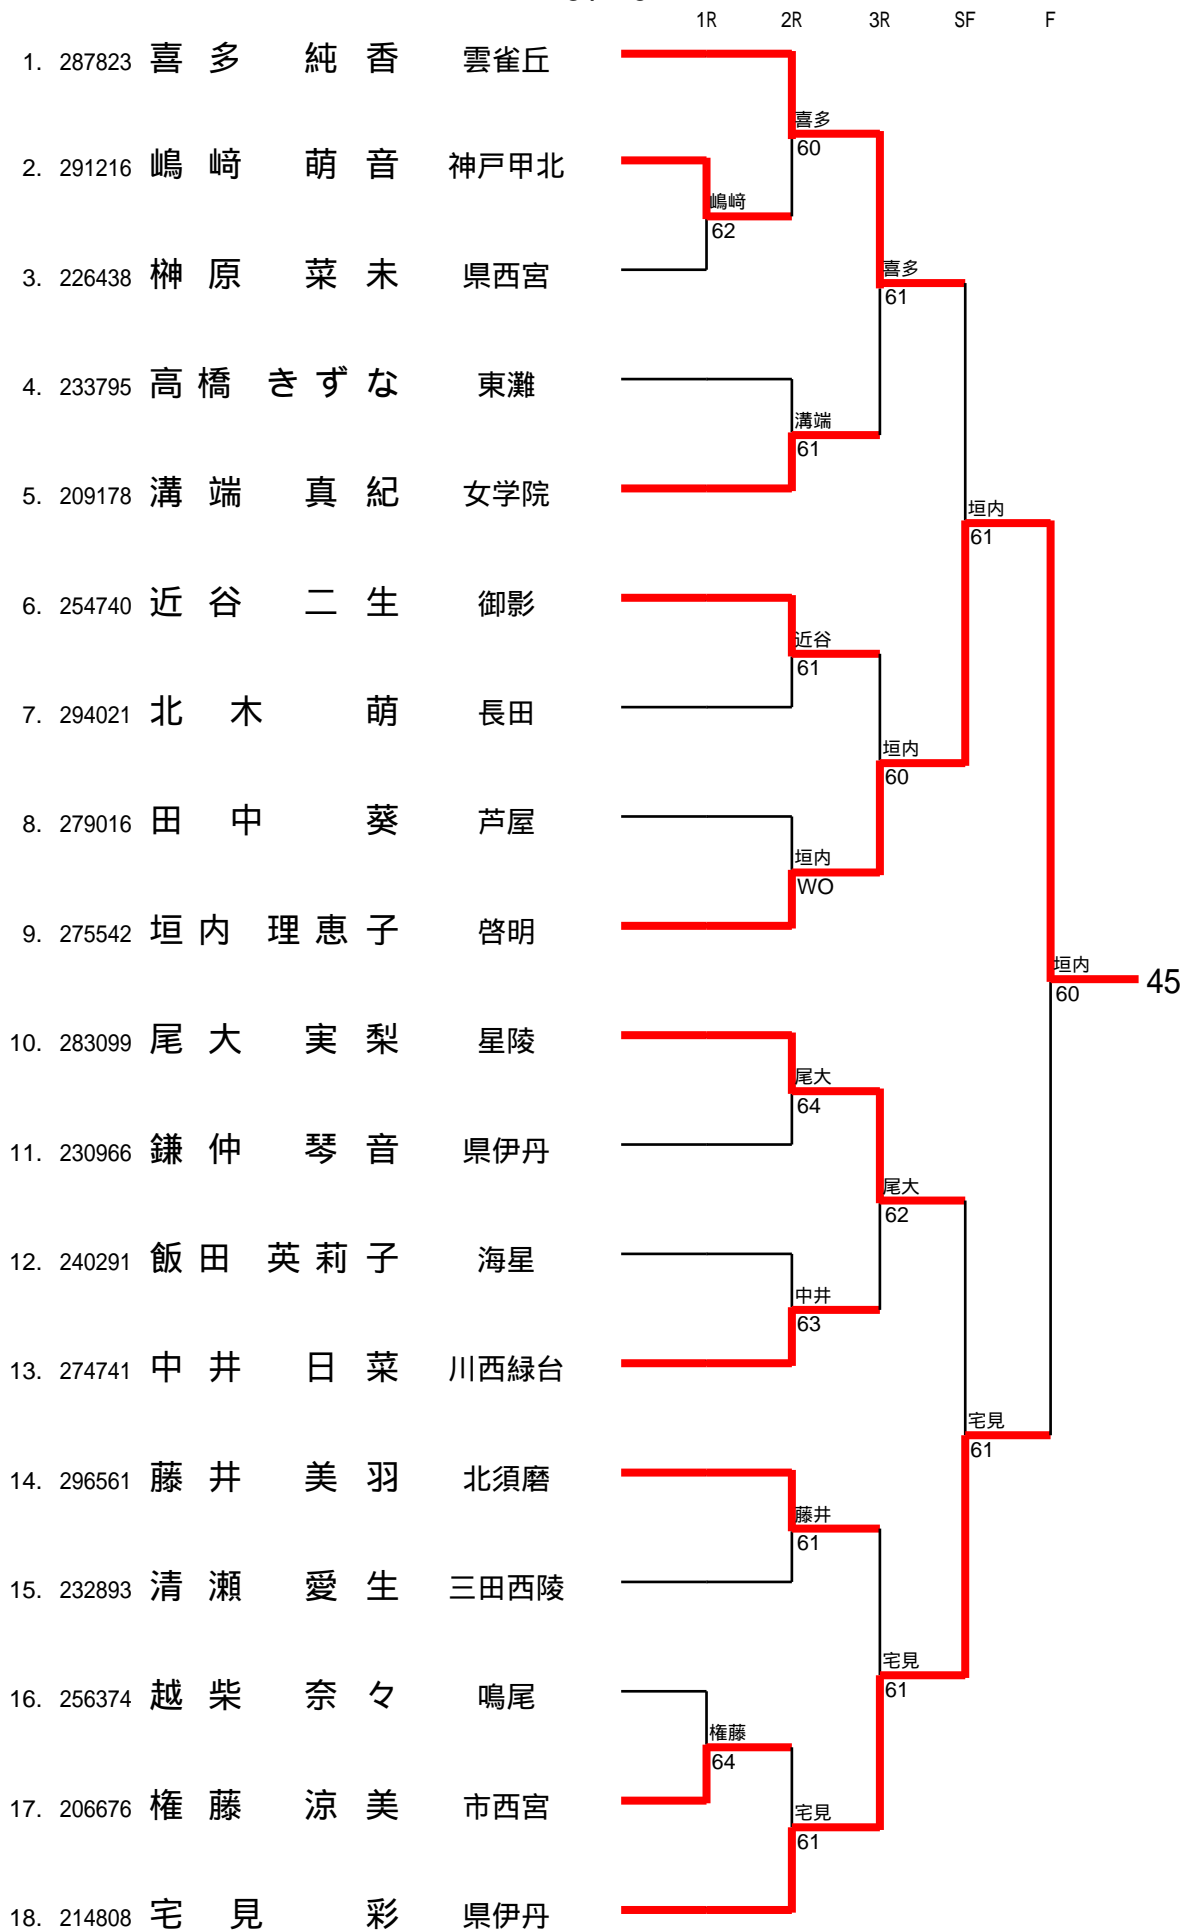 1R 2R 3R SF F
1. 287823 喜多 純香 雲雀丘
喜多
60
2. 291216 嶋﨑 萌音 神戸甲北
嶋﨑
62
3. 226438 榊原 菜未 県西宮
喜多
61
4. 233795 高橋 きずな 東灘
溝端
61
5. 209178 溝端 真紀 女学院
垣内
61
6. 254740 近谷 二生 御影
近谷
61
7. 294021 北木 萌 長田
垣内
60
8. 279016 田中 葵 芦屋
垣内
WO
9. 275542 垣内 理恵子 啓明
垣内
60
45
10. 283099 尾大 実梨 星陵
尾大
64
11. 230966 鎌仲 琴音 県伊丹
尾大
62
12. 240291 飯田 英莉子 海星
中井
63
13. 274741 中井 日菜 川西緑台
宅見
61
14. 296561 藤井 美羽 北須磨
藤井
61
15. 232893 清瀬 愛生 三田西陵
宅見
61
16. 256374 越柴 奈々 鳴尾
権藤
64
17. 206676 権藤 涼美 市西宮
宅見
61
18. 214808 宅見 彩 県伊丹